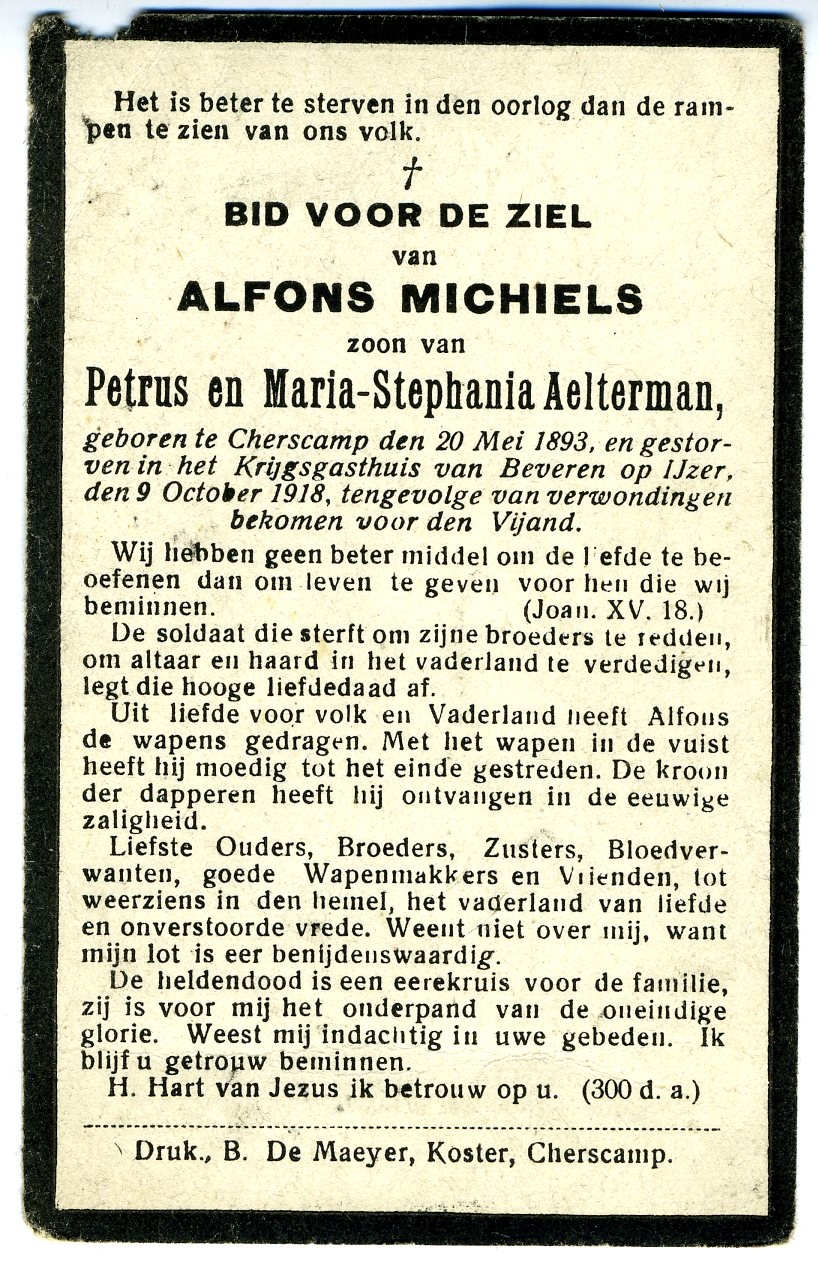 Het is beter te sterven in den oorlog dan de ram-
pen te zien van ons volk.
†
BID VOOR DE ZIEL
van
ALFONS MICHIELS
zoon van
Petrus en Maria-Stephania Aelterman,
geboren te Cherscamp den 20 Mei 1893, en gestor-
ven in het Krijgsgasthuis van Beveren op IJzer,
den 9 October 1918, tengevolge van verwondingen
bekomen voor den Vijand.
Wij hebben geen beter middel om de liefde te be-
oefenen dan om leven te geven voor hen die wij
beminnen. (Joan. XV. 18.)
De soldaat die sterft om zijne broeders te redden,
om altaar en haard in het vaderland te verdedigen,
legt die hooge liefdedaad af.
Uit liefde voor volk en Vaderland heeft Alfons
de wapens gedragen. Met het wapen in de vuist
heeft hij moedig tot het einde gestreden. De kroon
der dapperen heeft hij ontvangen in de eeuwige
zaligheid.
Liefste Ouders, Broeders, Zusters, Bloedver-
wanten, goede Wapenmakkers en Vrienden, tot
weerziens in den hemel, het vaderland van liefde
en onverstoorde vrede. Weent niet over mij, want
mijn lot is eer benijdenswaardig.
De heldendood is een eerekruis voor de familie,
zij is voor mij het onderpand van de oneindige
glorie. Weest mij indachtig in uwe gebeden. Ik
blijf u getrouw beminnen.
H. Hart van Jezus ik betrouw op u. (300 d. a.)
Druk., B. De Maeyer, Koster, Cherscamp.